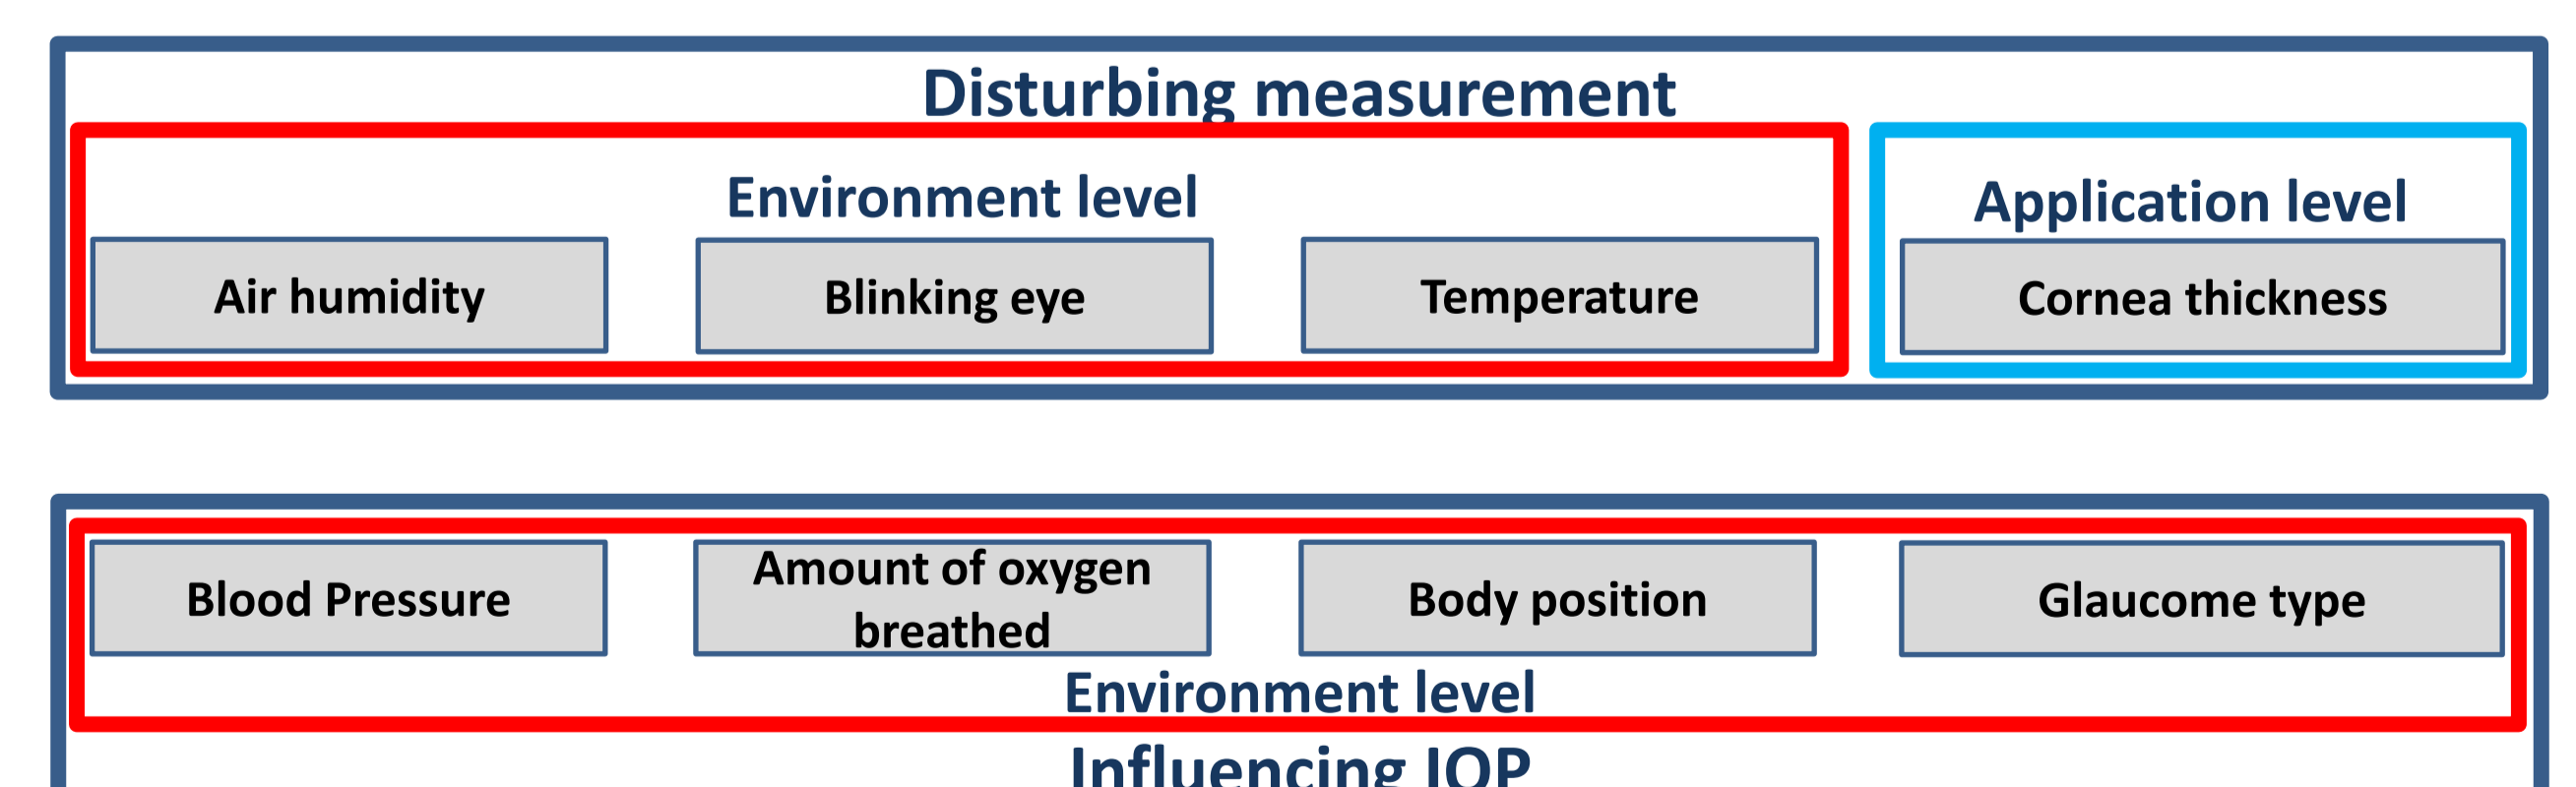 Disturbing measurement
Environment level
Application level
Air humidity
Blinking eye
Temperature
Cornea thickness
Blood Pressure
Amount of oxygen
breathed
Body position
Glaucome type
Environment level
Influencing IOP